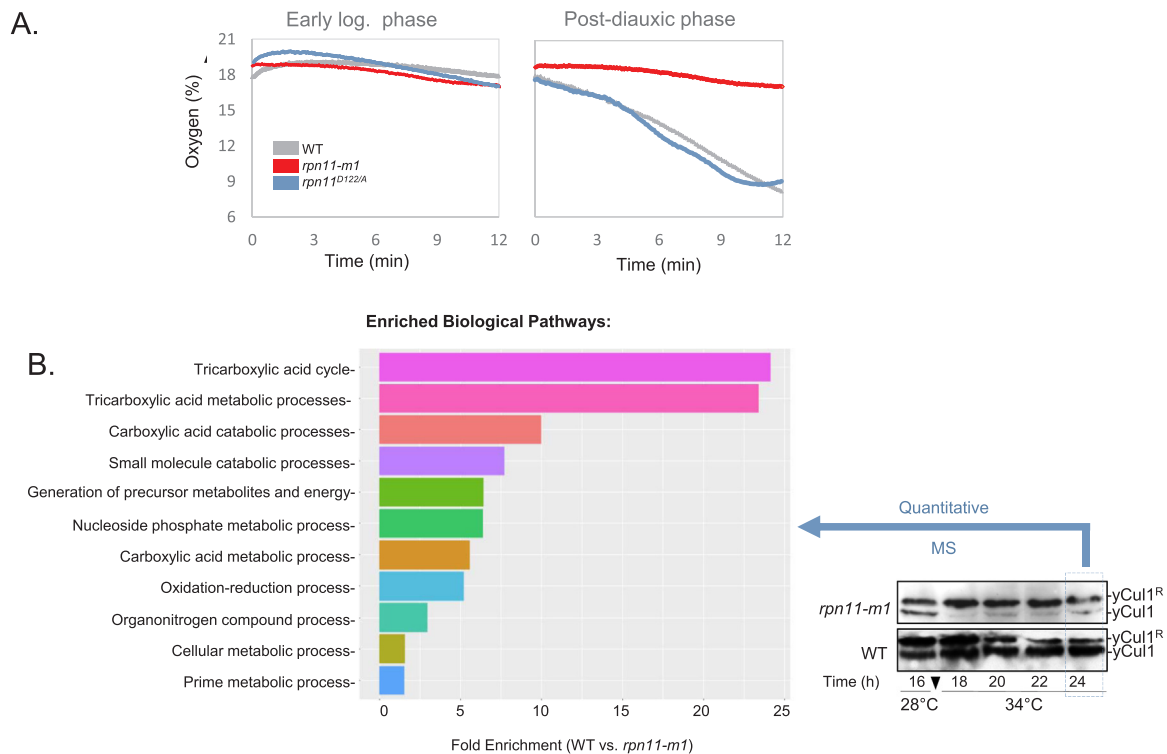 A.
Early log. phase
Post-diauxic phase
Oxygen (%)
21
18
15
12
9
6
WT
rpn11-m1
rpn11D122/A
0 3 6 9 12
0 3 6 9 12
Time (min)
Time (min)
Enriched Biological Pathways:
B.
Tricarboxylic acid cycle-
Tricarboxylic acid metabolic processes-
Carboxylic acid catabolic processes-
Small molecule catabolic processes-
Generation of precursor metabolites and energy-
Nucleoside phosphate metabolic process-
Carboxylic acid metabolic process-
Oxidation-reduction process-
Organonitrogen compound process-
Cellular metabolic process-
Prime metabolic process-
0 5 10 15 20 25
Fold Enrichment (WT vs. rpn11-m1)
Quantitative
MS
rpn11-m1
-yCul1R
-yCul1
WT
-yCul1R
-yCul1
Time (h) 16 18 20 22 24
28°C 34°C